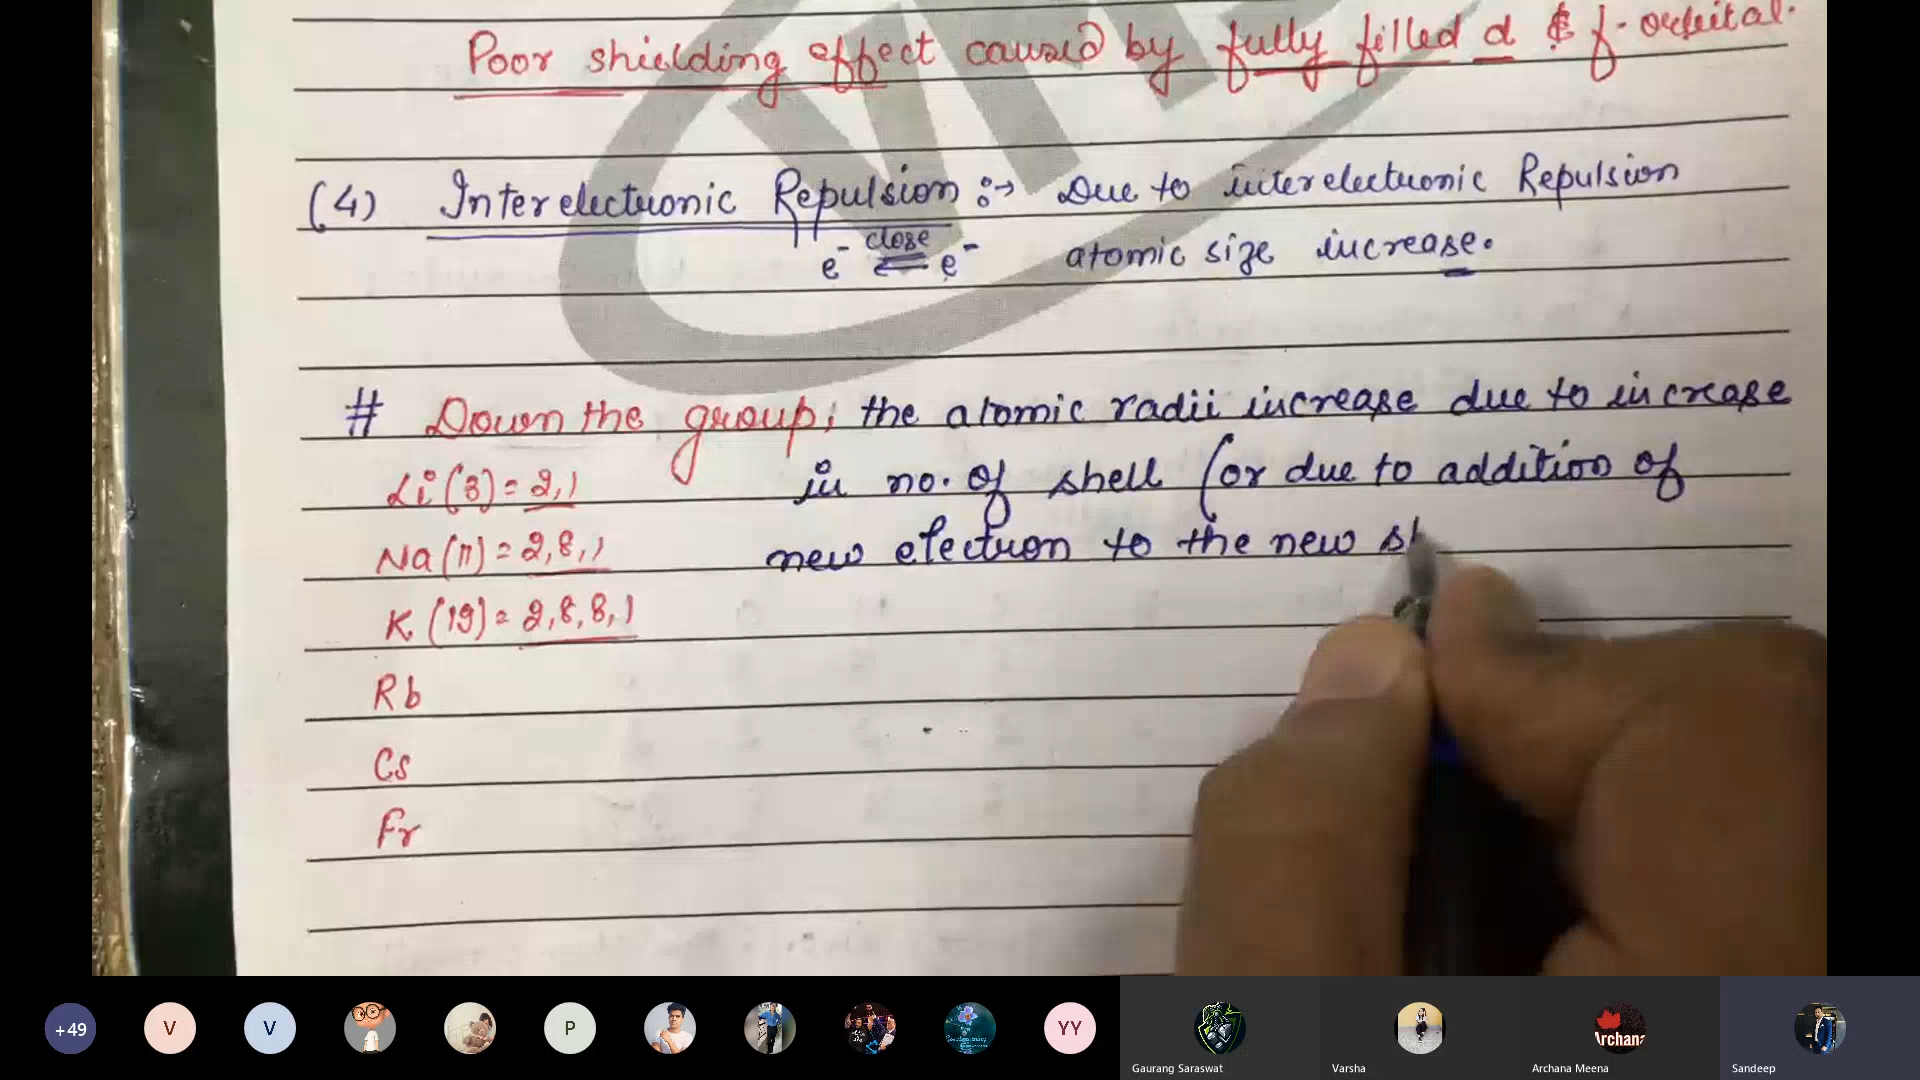 Poor shielding effect caused by fully filled d & f-orbital.
(4) Interelectronic Repulsion :→ Due to interelectronic Repulsion
e⁻ close e⁻ atomic size increase.
# Down the group; the atomic radii increase due to increase
Li (3) = 2,1 in no. of shell (or due to addition of
Na (11) = 2,8,1 new electron to the new sh
K (19) = 2,8,8,1
Rb
Cs
Fr
+49 V V P YY
Gaurang Saraswat Varsha Archana Meena Sandeep